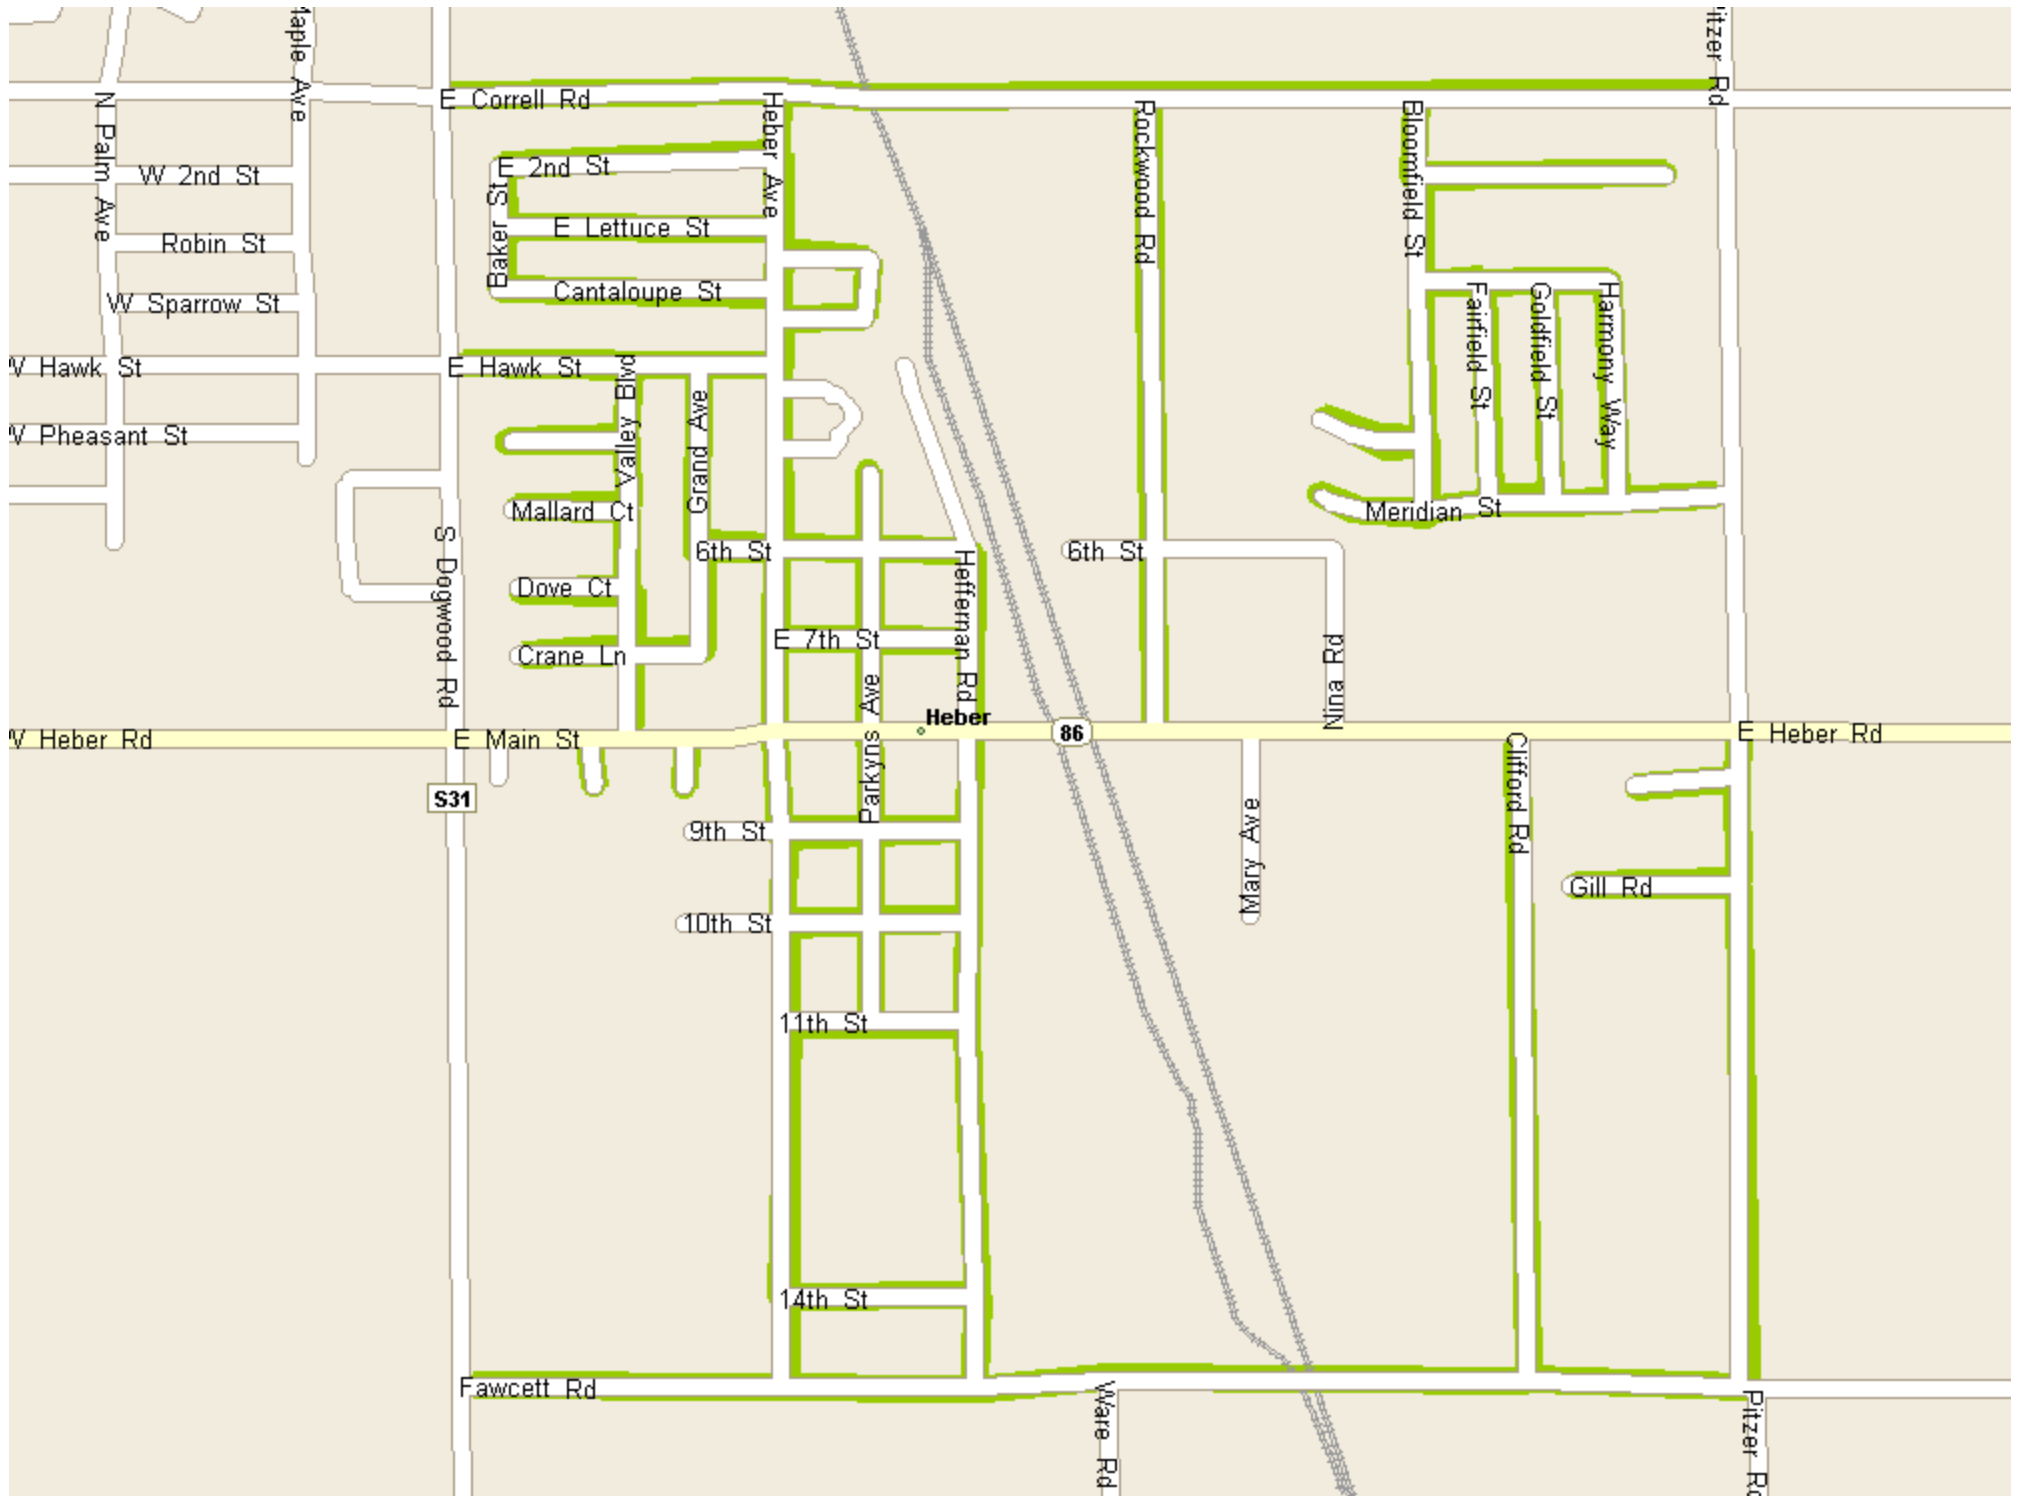 Maple Ave
Pitzer Rd
N Palm Ave
E Correll Rd
Heber Ave
Rockwood Rd
Bloomfield St
W 2nd St
E 2nd St
Baker St
E Lettuce St
Robin St
Cantaloupe St
W Sparrow St
Fairfield St
Goldfield St
Harmony Way
W Hawk St
E Hawk St
Valley Blvd
Grand Ave
W Pheasant St
Mallard Ct
Meridian St
S Dogwood Rd
6th St
Heffernan Rd
6th St
Dove Ct
E 7th St
Nina Rd
Crane Ln
Parkyns Ave
Heber
W Heber Rd
E Main St
86
E Heber Rd
Clifford Rd
S31
9th St
Mary Ave
Gill Rd
10th St
11th St
14th St
Fawcett Rd
Ware Rd
Pitzer Rd